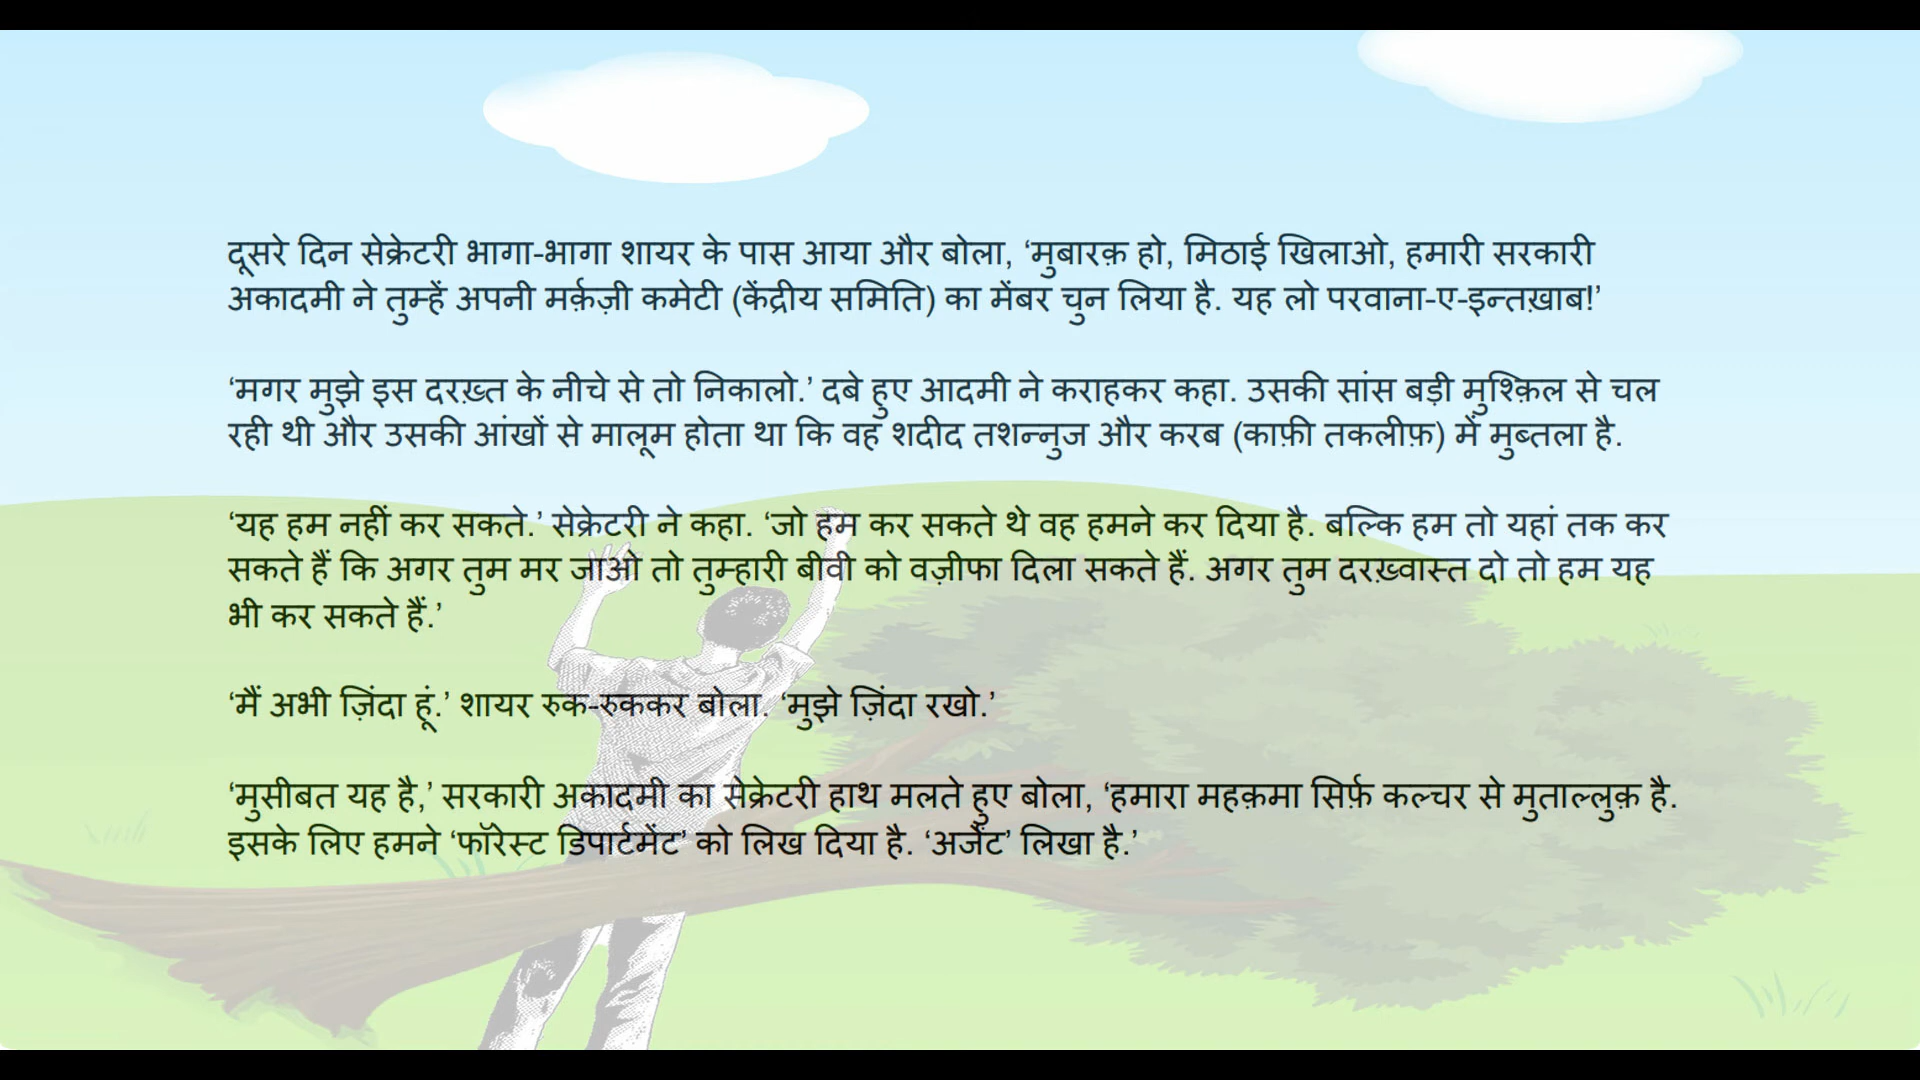 दूसरे दिन सेक्रेटरी भागा-भागा शायर के पास आया और बोला, ‘मुबारक़ हो, मिठाई खिलाओ, हमारी सरकारी
अकादमी ने तुम्हें अपनी मर्क़ज़ी कमेटी (केंद्रीय समिति) का मेंबर चुन लिया है. यह लो परवाना-ए-इन्तख़ाब!’
‘मगर मुझे इस दरख़्त के नीचे से तो निकालो.’ दबे हुए आदमी ने कराहकर कहा. उसकी सांस बड़ी मुश्क़िल से चल
रही थी और उसकी आंखों से मालूम होता था कि वह शदीद तशन्नुज और करब (काफ़ी तकलीफ़) में मुब्तला है.
‘यह हम नहीं कर सकते.’ सेक्रेटरी ने कहा. ‘जो हम कर सकते थे वह हमने कर दिया है. बल्कि हम तो यहां तक कर
सकते हैं कि अगर तुम मर जाओ तो तुम्हारी बीवी को वज़ीफा दिला सकते हैं. अगर तुम दरख़्वास्त दो तो हम यह
भी कर सकते हैं.’
‘मैं अभी ज़िंदा हूं.’ शायर रुक-रुककर बोला. ‘मुझे ज़िंदा रखो.’
‘मुसीबत यह है,’ सरकारी अकादमी का सेक्रेटरी हाथ मलते हुए बोला, ‘हमारा महक़मा सिर्फ़ कल्चर से मुताल्लुक़ है.
इसके लिए हमने ‘फॉरेस्ट डिपार्टमेंट’ को लिख दिया है. ‘अर्जेंट’ लिखा है.’